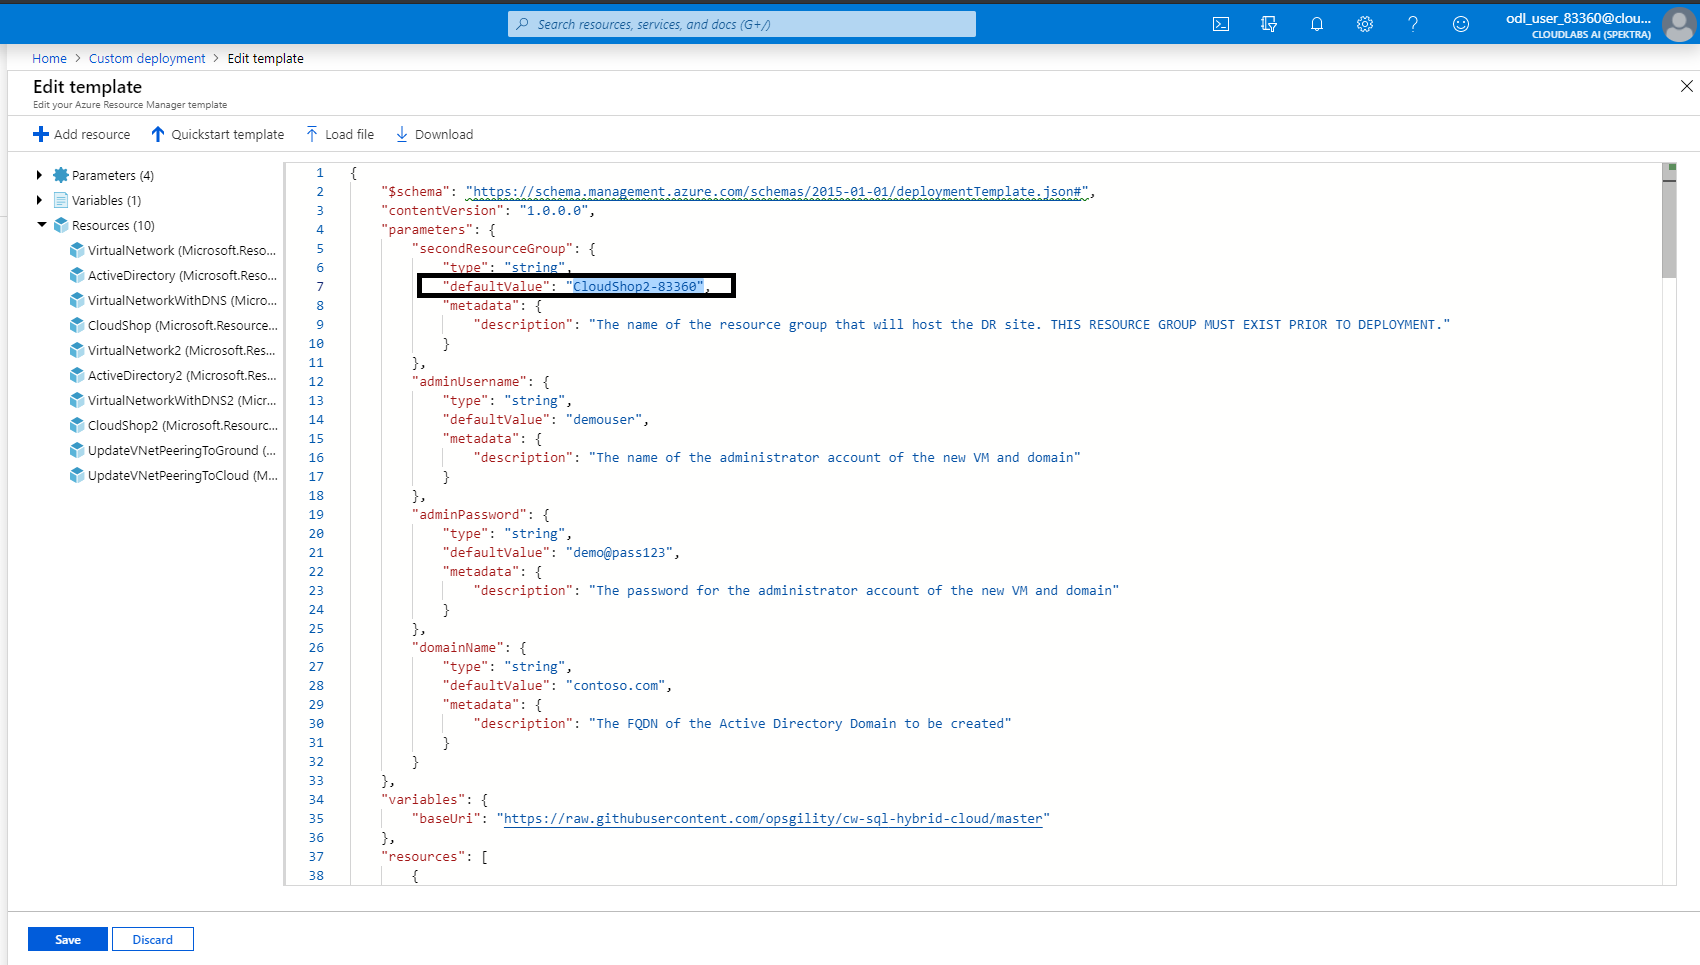 Search resources, services, and docs (G+/)
odl_user_83360@clou...
CLOUDLABS AI (SPEKTRA)
Home > Custom deployment > Edit template
Edit template
Edit your Azure Resource Manager template
Add resource Quickstart template Load file Download
Parameters (4)
Variables (1)
Resources (10)
VirtualNetwork (Microsoft.Reso...
ActiveDirectory (Microsoft.Reso...
VirtualNetworkWithDNS (Micro...
CloudShop (Microsoft.Resource...
VirtualNetwork2 (Microsoft.Res...
ActiveDirectory2 (Microsoft.Res...
VirtualNetworkWithDNS2 (Micr...
CloudShop2 (Microsoft.Resourc...
UpdateVNetPeeringToGround (...
UpdateVNetPeeringToCloud (M...
1 {
2 "$schema": "https://schema.management.azure.com/schemas/2015-01-01/deploymentTemplate.json#",
3 "contentVersion": "1.0.0.0",
4 "parameters": {
5 "secondResourceGroup": {
6 "type": "string",
7 "defaultValue": "CloudShop2-83360",
8 "metadata": {
9 "description": "The name of the resource group that will host the DR site. THIS RESOURCE GROUP MUST EXIST PRIOR TO DEPLOYMENT."
10 }
11 },
12 "adminUsername": {
13 "type": "string",
14 "defaultValue": "demouser",
15 "metadata": {
16 "description": "The name of the administrator account of the new VM and domain"
17 }
18 },
19 "adminPassword": {
20 "type": "string",
21 "defaultValue": "demo@pass123",
22 "metadata": {
23 "description": "The password for the administrator account of the new VM and domain"
24 }
25 },
26 "domainName": {
27 "type": "string",
28 "defaultValue": "contoso.com",
29 "metadata": {
30 "description": "The FQDN of the Active Directory Domain to be created"
31 }
32 }
33 },
34 "variables": {
35 "baseUri": "https://raw.githubusercontent.com/opsgility/cw-sql-hybrid-cloud/master"
36 },
37 "resources": [
38 {
Save Discard